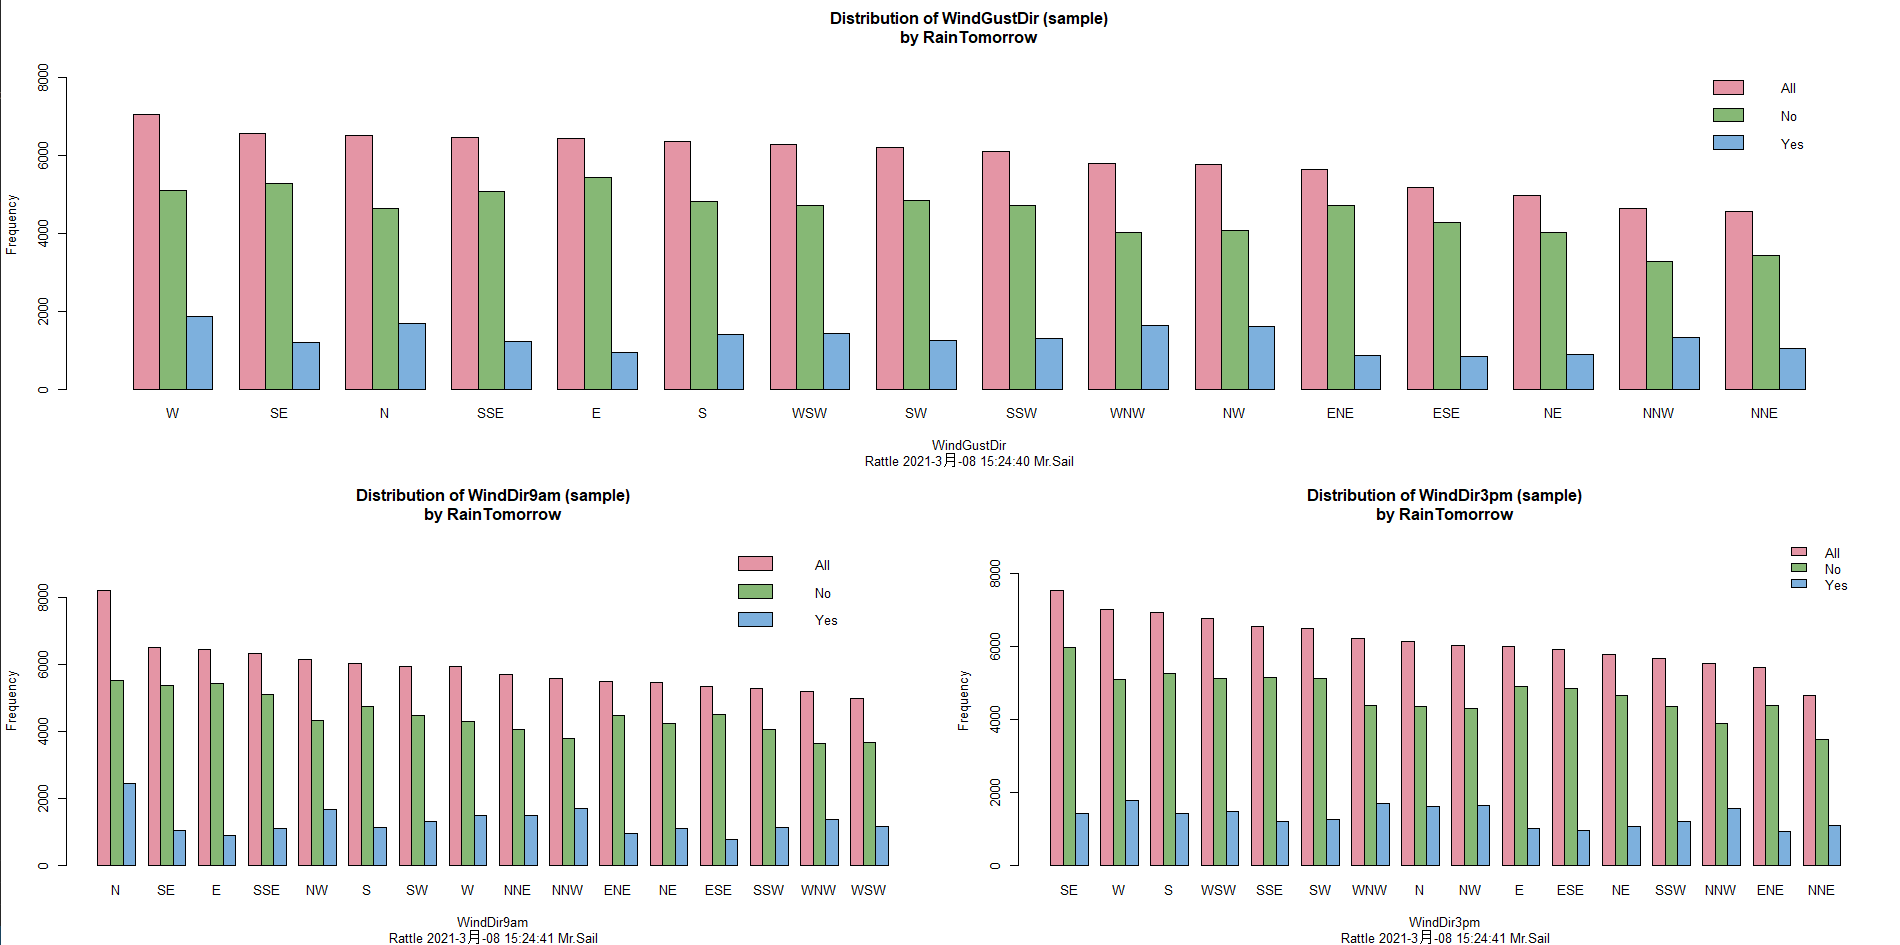 Distribution of WindGustDir (sample)
by RainTomorrow
All
No
Yes
Frequency
8000
6000
4000
2000
0
W SE N SSE E S WSW SW SSW WNW NW ENE ESE NE NNW NNE
WindGustDir
Rattle 2021-3月-08 15:24:40 Mr.Sail
Distribution of WindDir9am (sample)
by RainTomorrow
All
No
Yes
Frequency
8000
6000
4000
2000
0
N SE E SSE NW S SW W NNE NNW ENE NE ESE SSW WNW WSW
WindDir9am
Rattle 2021-3月-08 15:24:41 Mr.Sail
Distribution of WindDir3pm (sample)
by RainTomorrow
All
No
Yes
Frequency
8000
6000
4000
2000
0
SE W S WSW SSE SW WNW N NW E ESE NE SSW NNW ENE NNE
WindDir3pm
Rattle 2021-3月-08 15:24:41 Mr.Sail